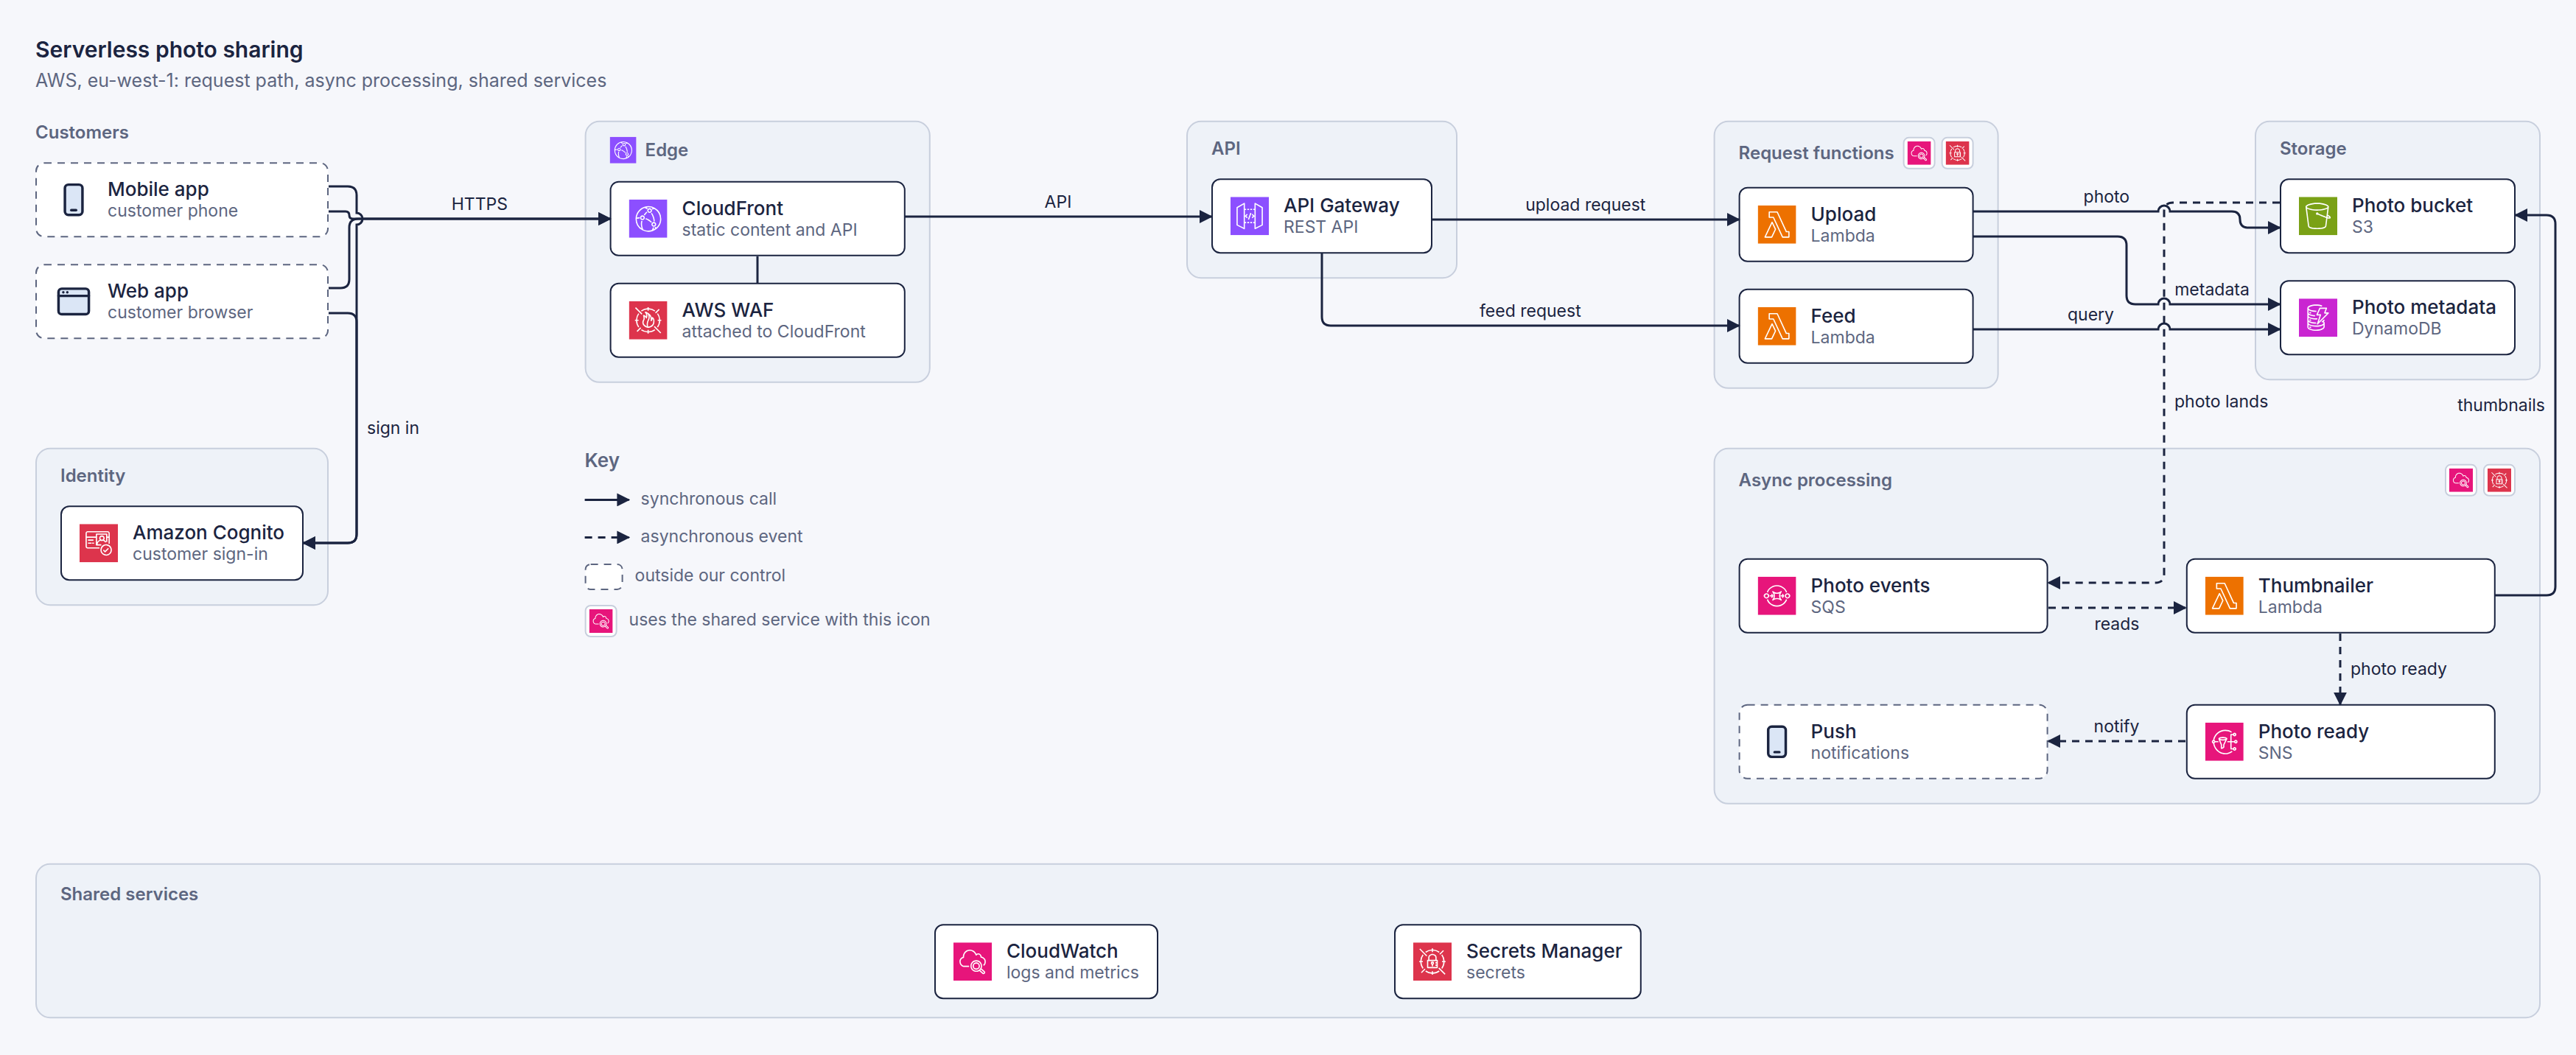 Serverless photo sharing
AWS, eu-west-1: request path, async processing, shared services
Customers
Mobile app
customer phone
Web app
customer browser
HTTPS
sign in
Identity
Amazon Cognito
customer sign-in
Edge
CloudFront
static content and API
AWS WAF
attached to CloudFront
API
API
API Gateway
REST API
upload request
feed request
Request functions
Upload
Lambda
Feed
Lambda
photo
metadata
query
Storage
Photo bucket
S3
Photo metadata
DynamoDB
photo lands
thumbnails
Key
synchronous call
asynchronous event
outside our control
uses the shared service with this icon
Async processing
Photo events
SQS
reads
Thumbnailer
Lambda
photo ready
Push
notifications
notify
Photo ready
SNS
Shared services
CloudWatch
logs and metrics
Secrets Manager
secrets